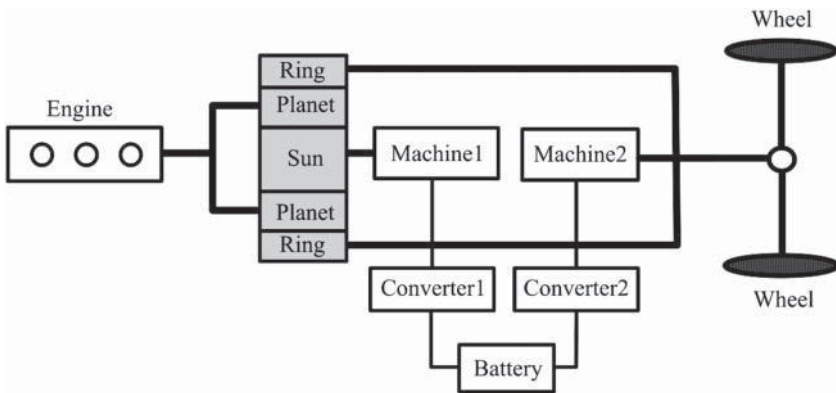 Wheel
Ring
Engine
Planet
Sun
Machine1
Machine2
Planet
Ring
Converter1
Converter2
Wheel
Battery